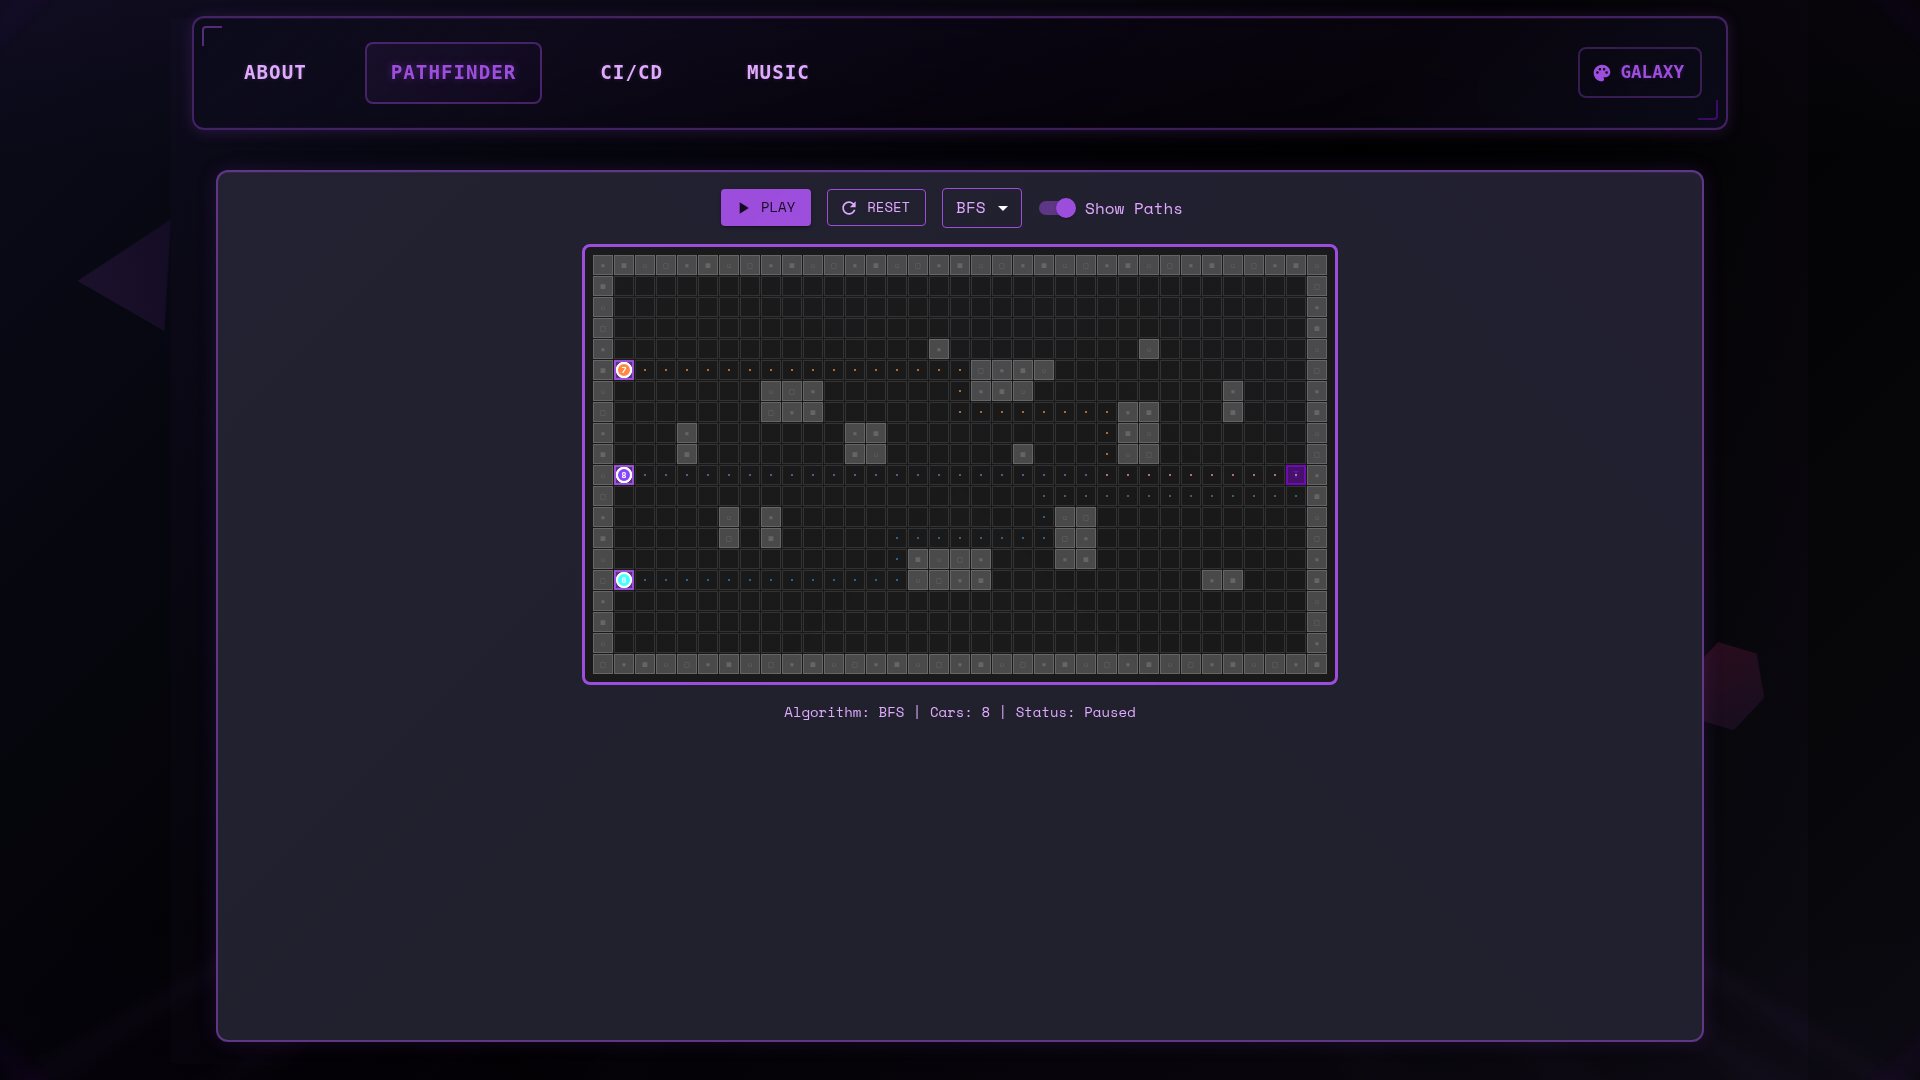 ABOUT PATHFINDER CI/CD MUSIC GALAXY
PLAY RESET BFS Show Paths
7
8
6
Algorithm: BFS | Cars: 8 | Status: Paused